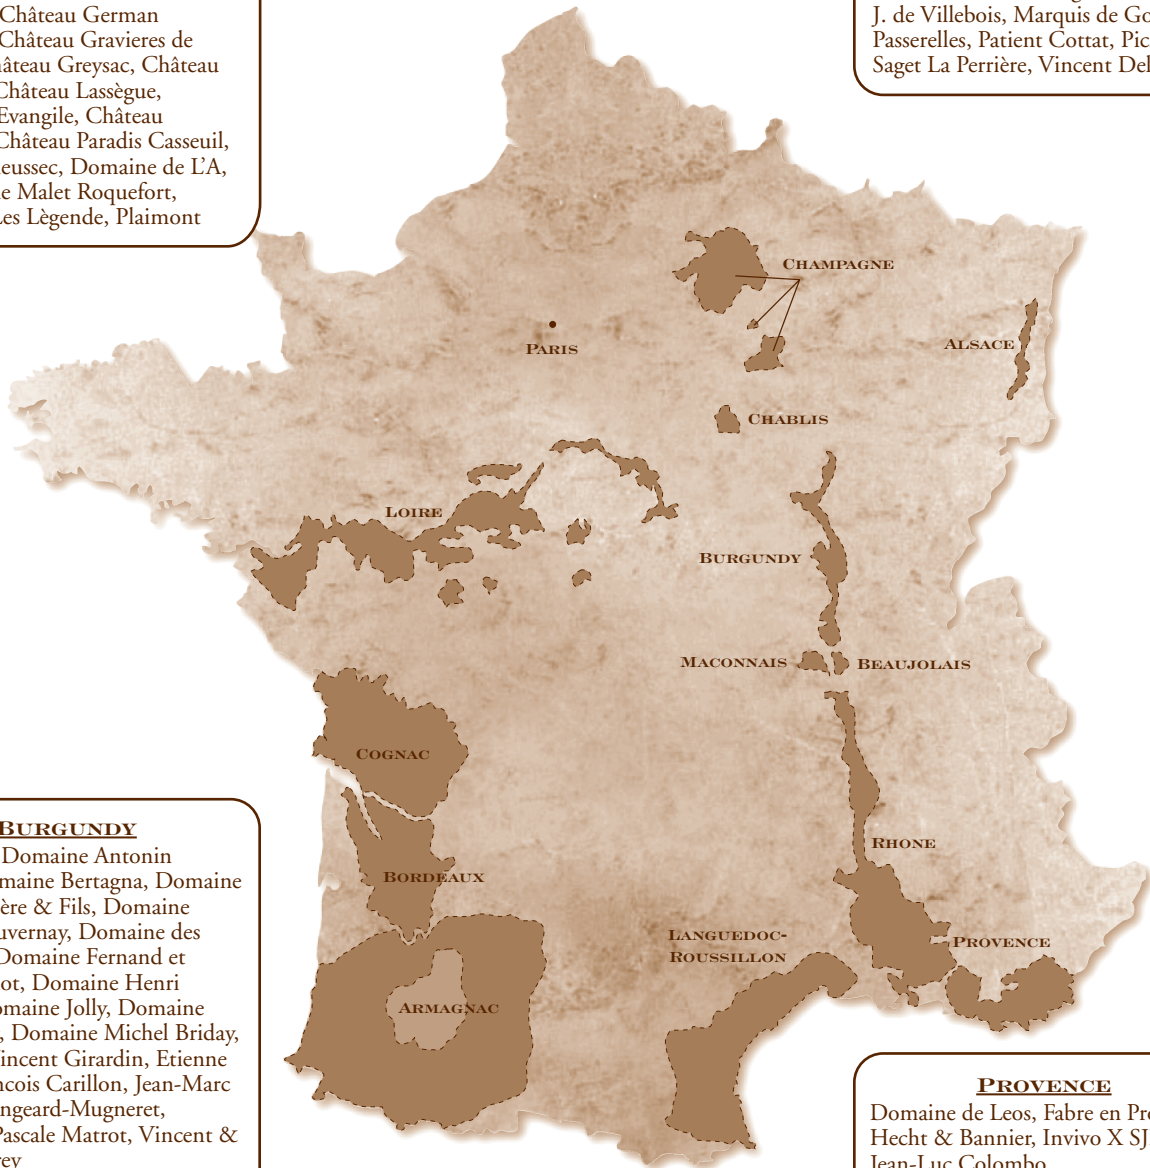 Château German
Château Gravieres de
âteau Greysac, Château
Château Lassègue,
Evangile, Château
Château Paradis Casseuil,
eussec, Domaine de L'A,
e Malet Roquefort,
Les Lègende, Plaimont
J. de Villebois, Marquis de Go
Passerelles, Patient Cottat, Pic
Saget La Perrière, Vincent Del
CHAMPAGNE
PARIS
ALSACE
CHABLIS
LOIRE
BURGUNDY
MACONNAIS
BEAUJOLAIS
COGNAC
RHONE
BORDEAUX
LANGUEDOC-
ROUSSILLON
PROVENCE
ARMAGNAC
BURGUNDY
Domaine Antonin
maine Bertagna, Domaine
ère & Fils, Domaine
uvernay, Domaine des
Domaine Fernand et
ot, Domaine Henri
omaine Jolly, Domaine
, Domaine Michel Briday,
incent Girardin, Etienne
ncois Carillon, Jean-Marc
ngeard-Mugneret,
Pascale Matrot, Vincent &
rey
PROVENCE
Domaine de Leos, Fabre en Pro
Hecht & Bannier, Invivo X SJ
Jean-Luc Colombo